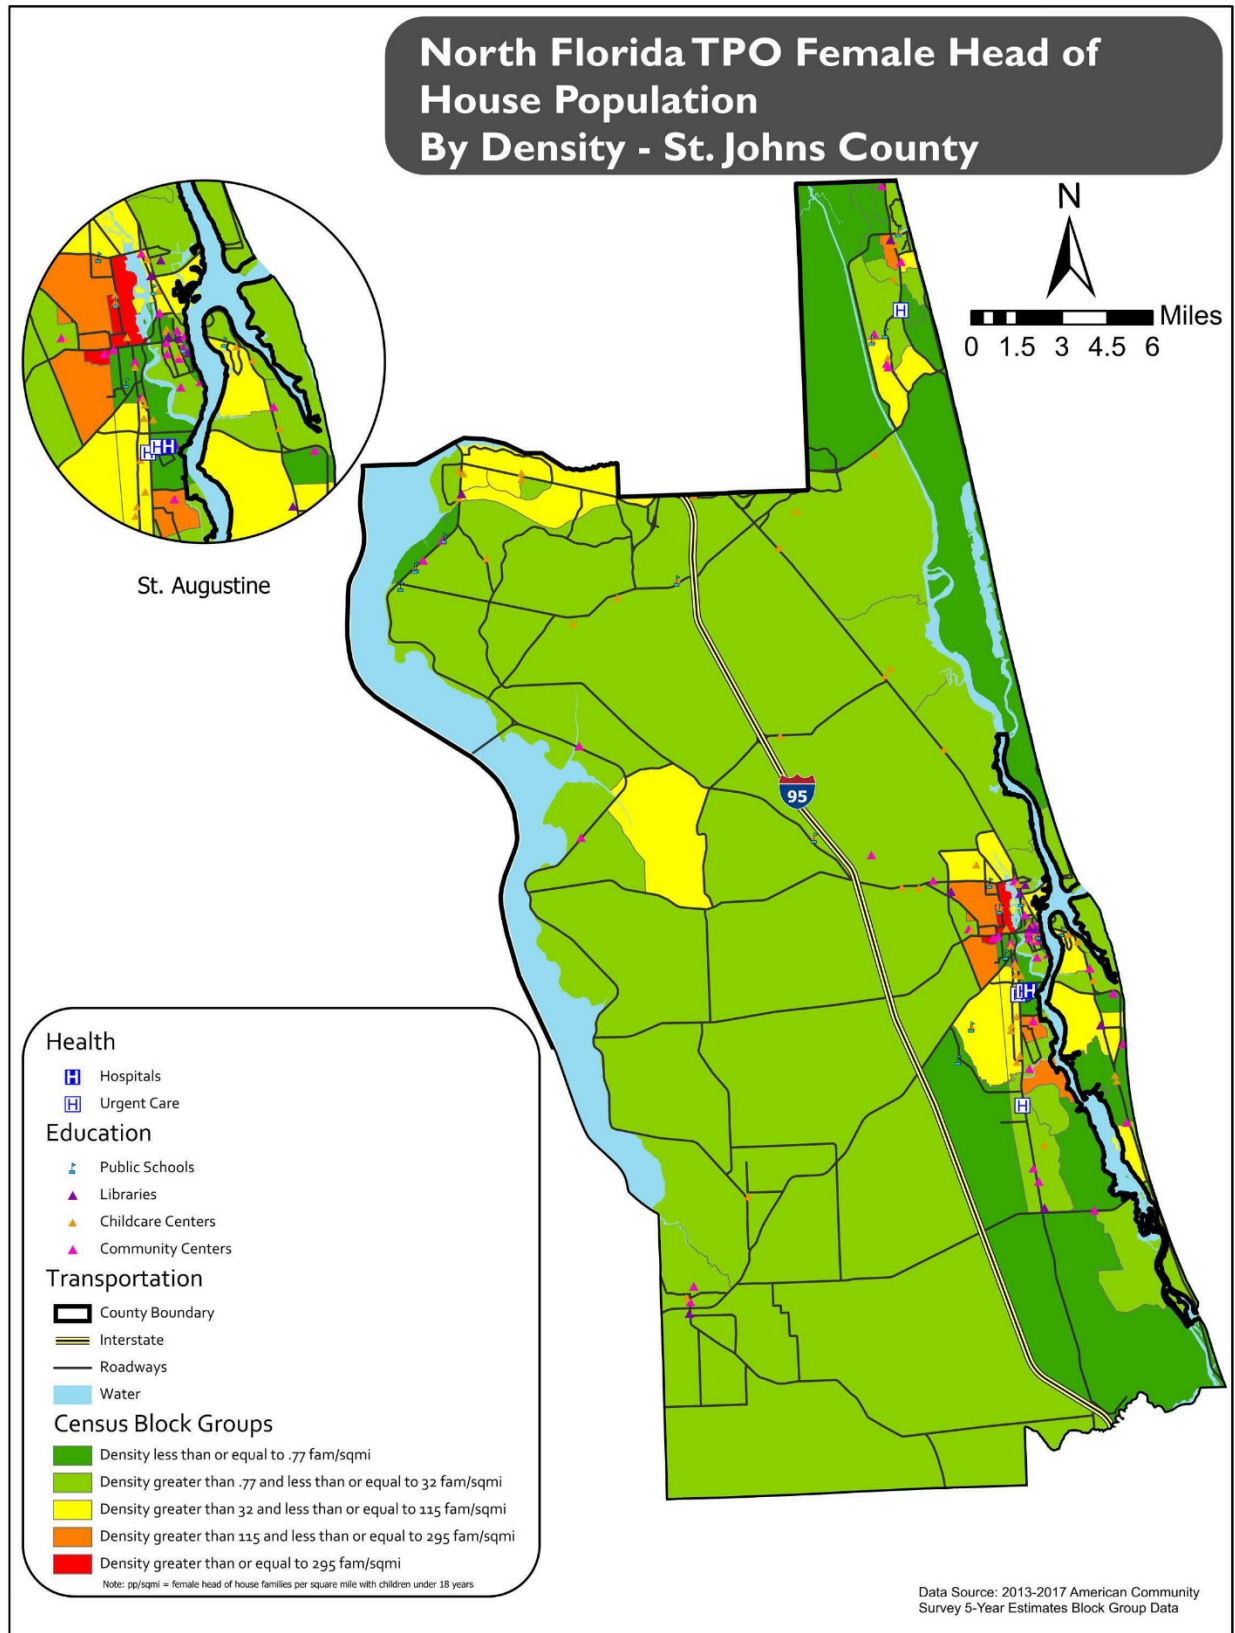 North Florida TPO Female Head of
House Population
By Density - St. Johns County
N
Miles
0 1.5 3 4.5 6
St. Augustine
H
H
H
H
95
H
H
Health
H Hospitals
H Urgent Care
Education
Public Schools
Libraries
Childcare Centers
Community Centers
Transportation
County Boundary
Interstate
Roadways
Water
Census Block Groups
Density less than or equal to .77 fam/sqmi
Density greater than .77 and less than or equal to 32 fam/sqmi
Density greater than 32 and less than or equal to 115 fam/sqmi
Density greater than 115 and less than or equal to 295 fam/sqmi
Density greater than or equal to 295 fam/sqmi
Note: pp/sqmi = female head of house families per square mile with children under 18 years
Data Source: 2013-2017 American Community
Survey 5-Year Estimates Block Group Data